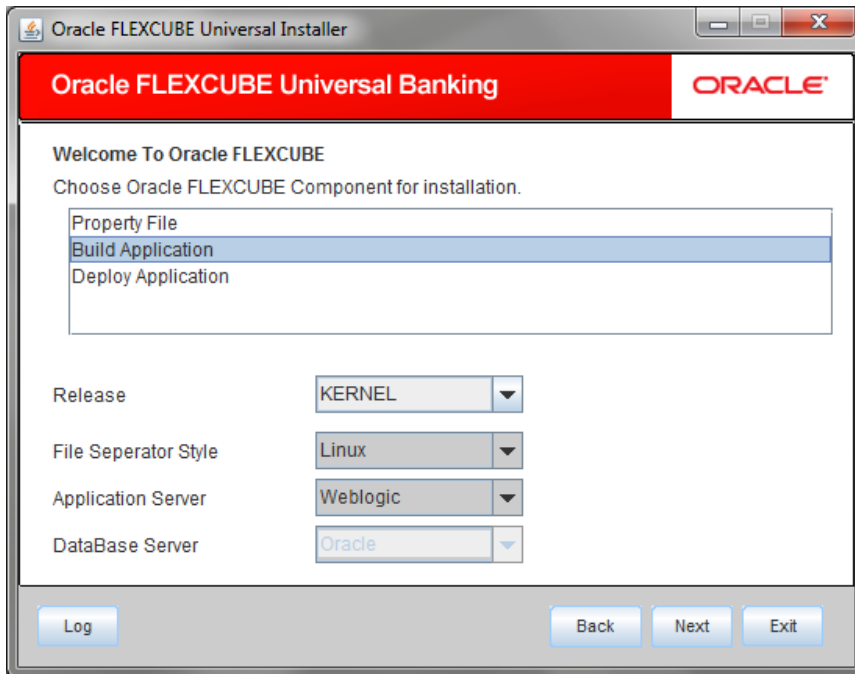 Oracle FLEXCUBE Universal Installer
Oracle FLEXCUBE Universal Banking
ORACLE
Welcome To Oracle FLEXCUBE
Choose Oracle FLEXCUBE Component for installation.
Property File
Build Application
Deploy Application
Release KERNEL
File Seperator Style Linux
Application Server Weblogic
DataBase Server Oracle
Log Back Next Exit